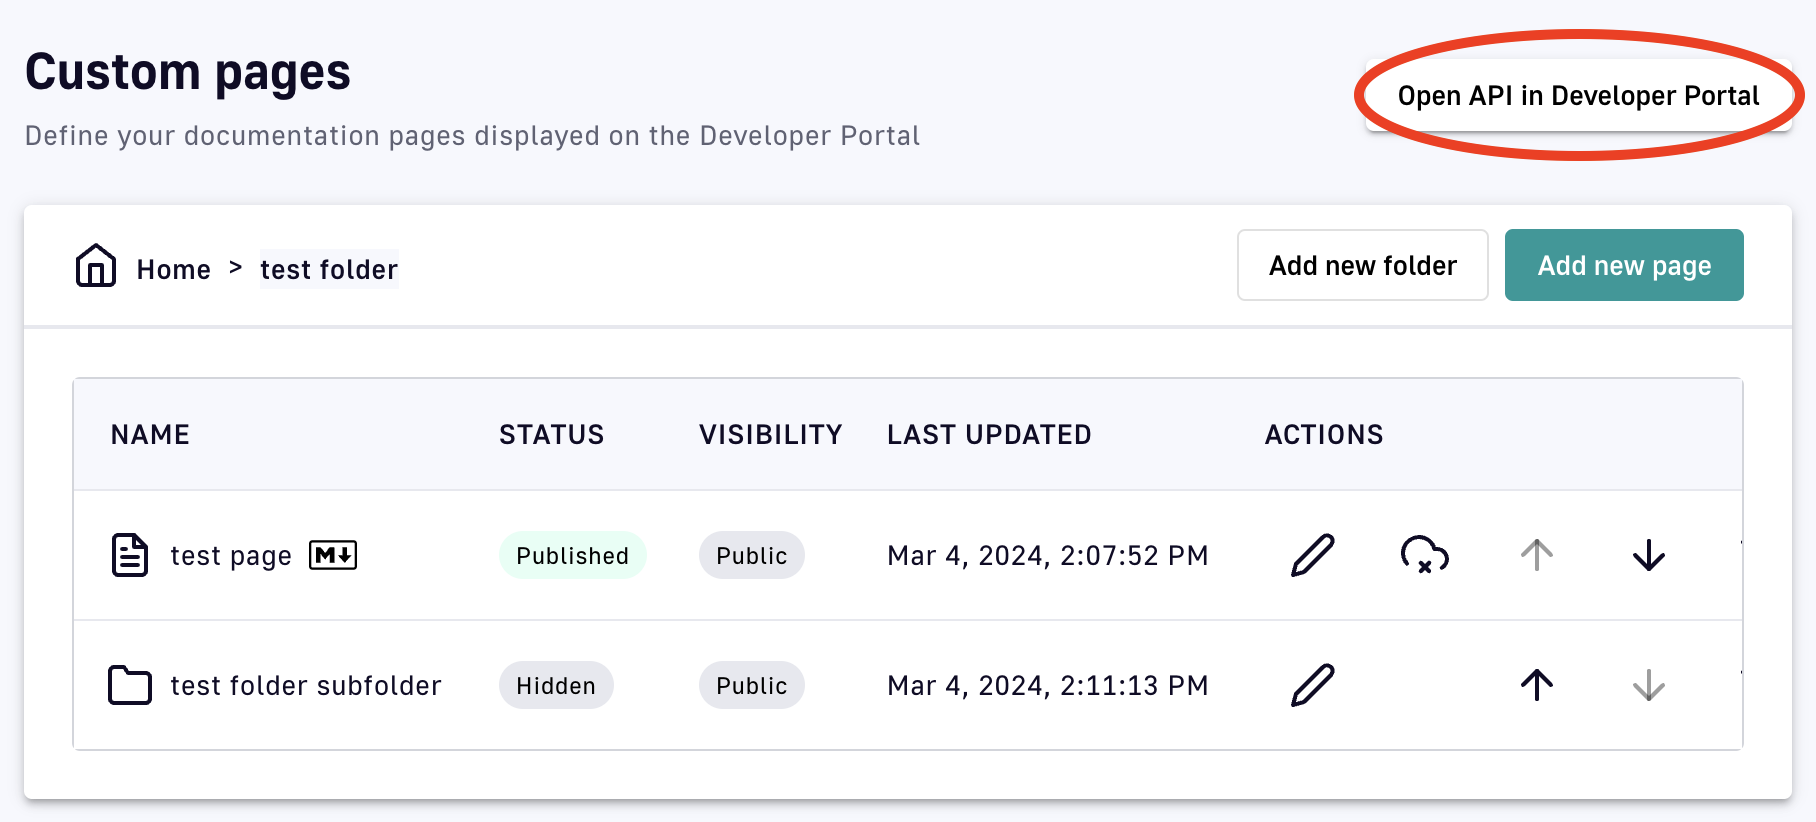 Custom pages
Open API in Developer Portal
Define your documentation pages displayed on the Developer Portal
Home > test folder
Add new folder
Add new page
NAME STATUS VISIBILITY LAST UPDATED ACTIONS
test page M Published Public Mar 4, 2024, 2:07:52 PM
test folder subfolder Hidden Public Mar 4, 2024, 2:11:13 PM